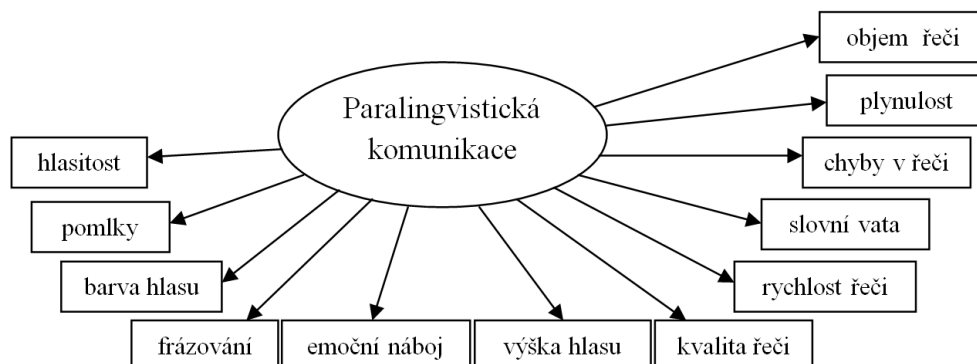 objem řeči
Paralingvistická
komunikace
plynulost
hlasitost
chyby v řeči
pomlky
slovní vata
barva hlasu
rychlost řeči
frázování
emoční náboj
výška hlasu
kvalita řeči